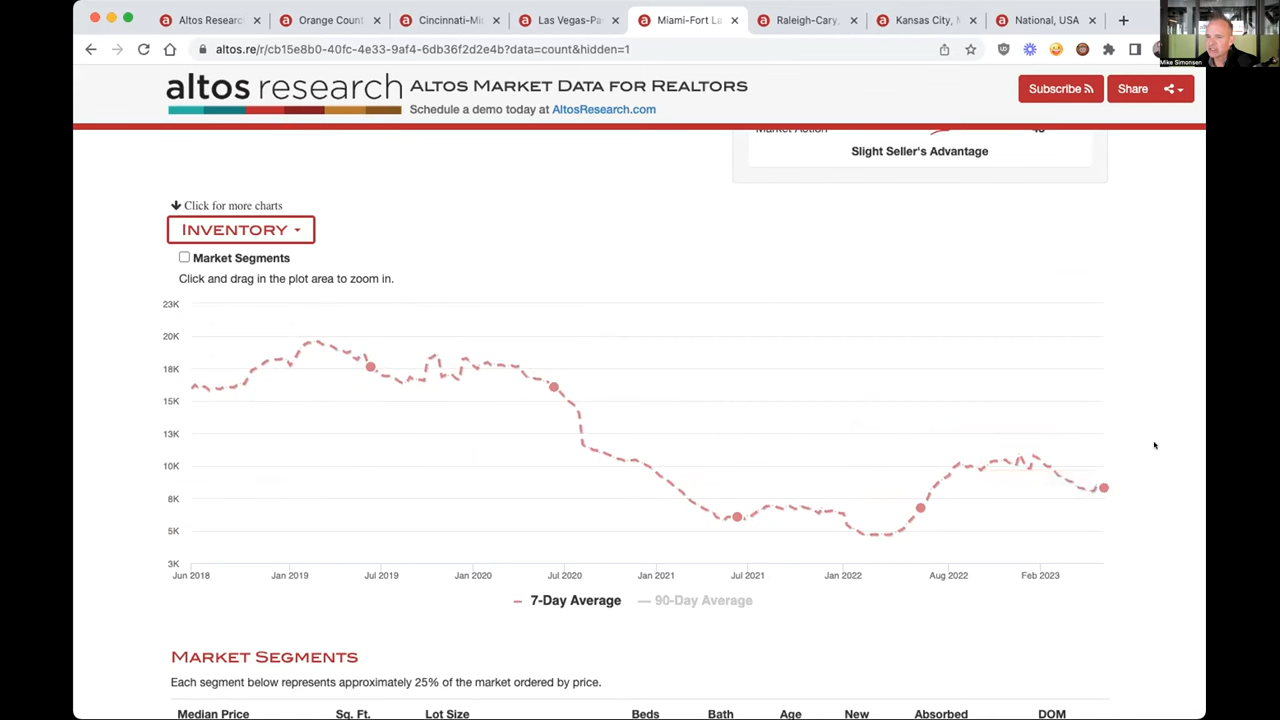 Altos Researc
Orange Count
Cincinnati-Mi
Las Vegas-Pa
Miami-Fort La
Raleigh-Cary,
Kansas City, M
National, USA
altos.re/r/cb15e8b0-40fc-4e33-9af4-6db36f2d2e4b?data=count&hidden=1
Mike Simonsen
altos research
ALTOS MARKET DATA FOR REALTORS
Schedule a demo today at AltosResearch.com
Subscribe
Share
Market Action
Slight Seller's Advantage
Click for more charts
INVENTORY
Market Segments
Click and drag in the plot area to zoom in.
23K
20K
18K
15K
13K
10K
8K
5K
3K
Jun 2018 Jan 2019 Jul 2019 Jan 2020 Jul 2020 Jan 2021 Jul 2021 Jan 2022 Aug 2022 Feb 2023
7-Day Average 90-Day Average
MARKET SEGMENTS
Each segment below represents approximately 25% of the market ordered by price.
Median Price Sq. Ft. Lot Size Beds Bath Age New Absorbed DOM